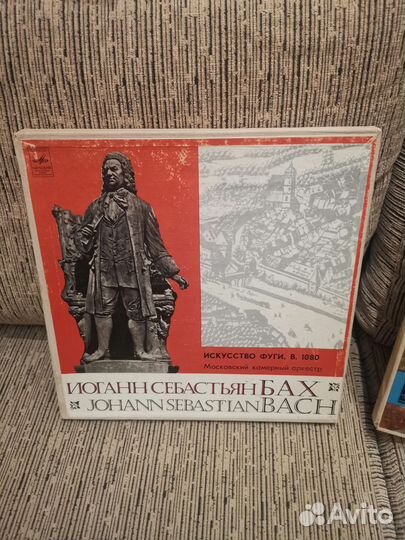 ИСКУССТВО ФУГИ, В. 1080
Московский камерный оркестр
ИОГАНН СЕБАСТЬЯН БАХ
JOHANN SEBASTIAN BACH
Avito